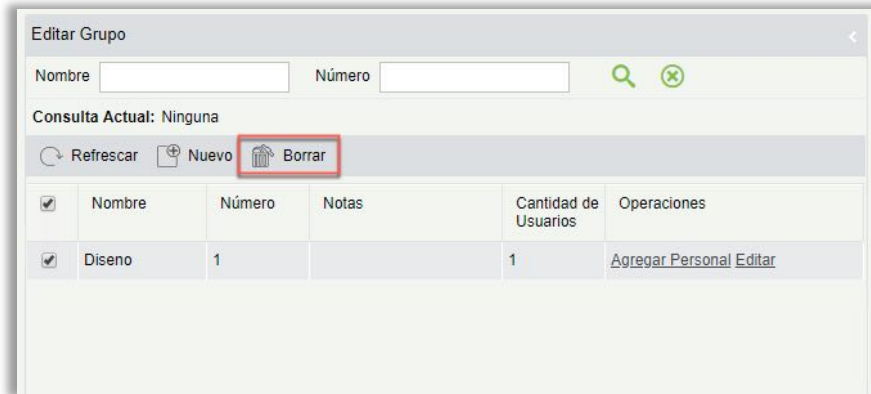 Editar Grupo
Nombre Número
Consulta Actual: Ninguna
Refrescar Nuevo Borrar
Nombre Número Notas Cantidad de Usuarios Operaciones
Diseno 1 1 Agregar Personal Editar